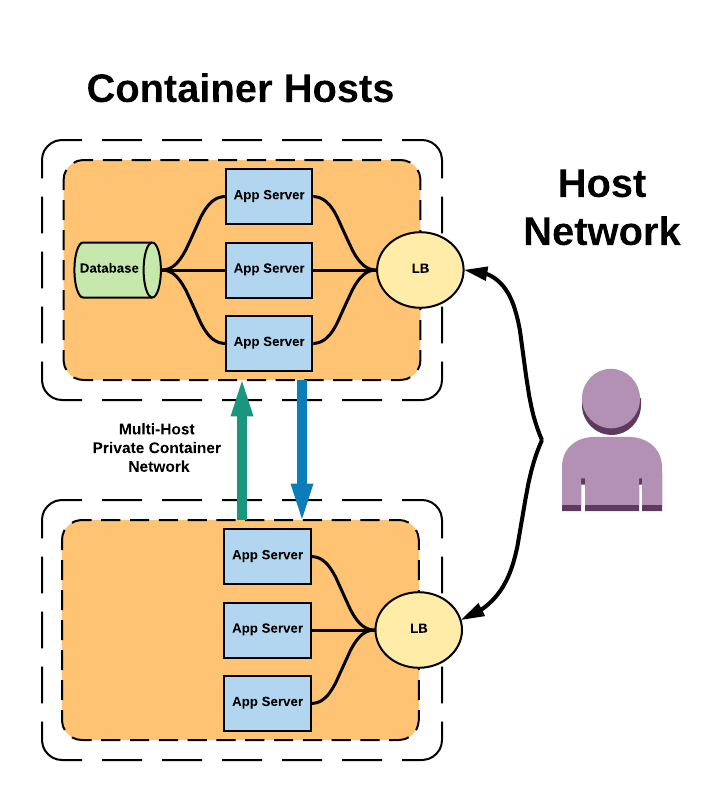 Container Hosts
Host
Network
App Server
Database
App Server
LB
App Server
Multi-Host
Private Container
Network
App Server
App Server
LB
App Server